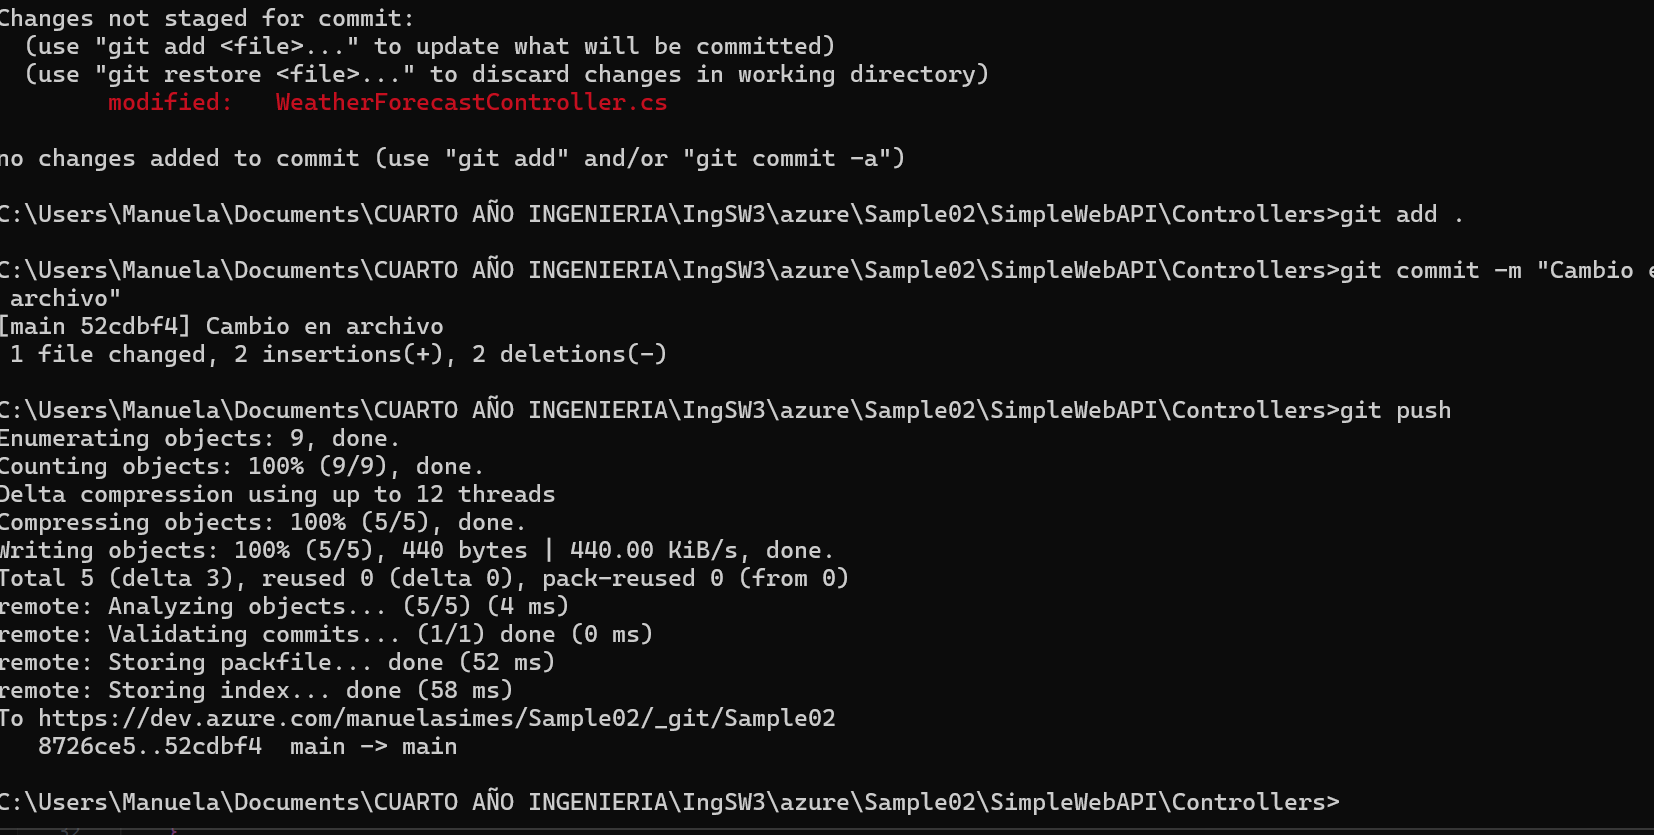 Changes not staged for commit:
  (use "git add <file>..." to update what will be committed)
  (use "git restore <file>..." to discard changes in working directory)
        modified:   WeatherForecastController.cs

no changes added to commit (use "git add" and/or "git commit -a")

C:\Users\Manuela\Documents\CUARTO AÑO INGENIERIA\IngSW3\azure\Sample02\SimpleWebAPI\Controllers>git add .

C:\Users\Manuela\Documents\CUARTO AÑO INGENIERIA\IngSW3\azure\Sample02\SimpleWebAPI\Controllers>git commit -m "Cambio e
 archivo"
[main 52cdbf4] Cambio en archivo
 1 file changed, 2 insertions(+), 2 deletions(-)

C:\Users\Manuela\Documents\CUARTO AÑO INGENIERIA\IngSW3\azure\Sample02\SimpleWebAPI\Controllers>git push
Enumerating objects: 9, done.
Counting objects: 100% (9/9), done.
Delta compression using up to 12 threads
Compressing objects: 100% (5/5), done.
Writing objects: 100% (5/5), 440 bytes | 440.00 KiB/s, done.
Total 5 (delta 3), reused 0 (delta 0), pack-reused 0 (from 0)
remote: Analyzing objects... (5/5) (4 ms)
remote: Validating commits... (1/1) done (0 ms)
remote: Storing packfile... done (52 ms)
remote: Storing index... done (58 ms)
To https://dev.azure.com/manuelasimes/Sample02/_git/Sample02
   8726ce5..52cdbf4  main -> main

C:\Users\Manuela\Documents\CUARTO AÑO INGENIERIA\IngSW3\azure\Sample02\SimpleWebAPI\Controllers>